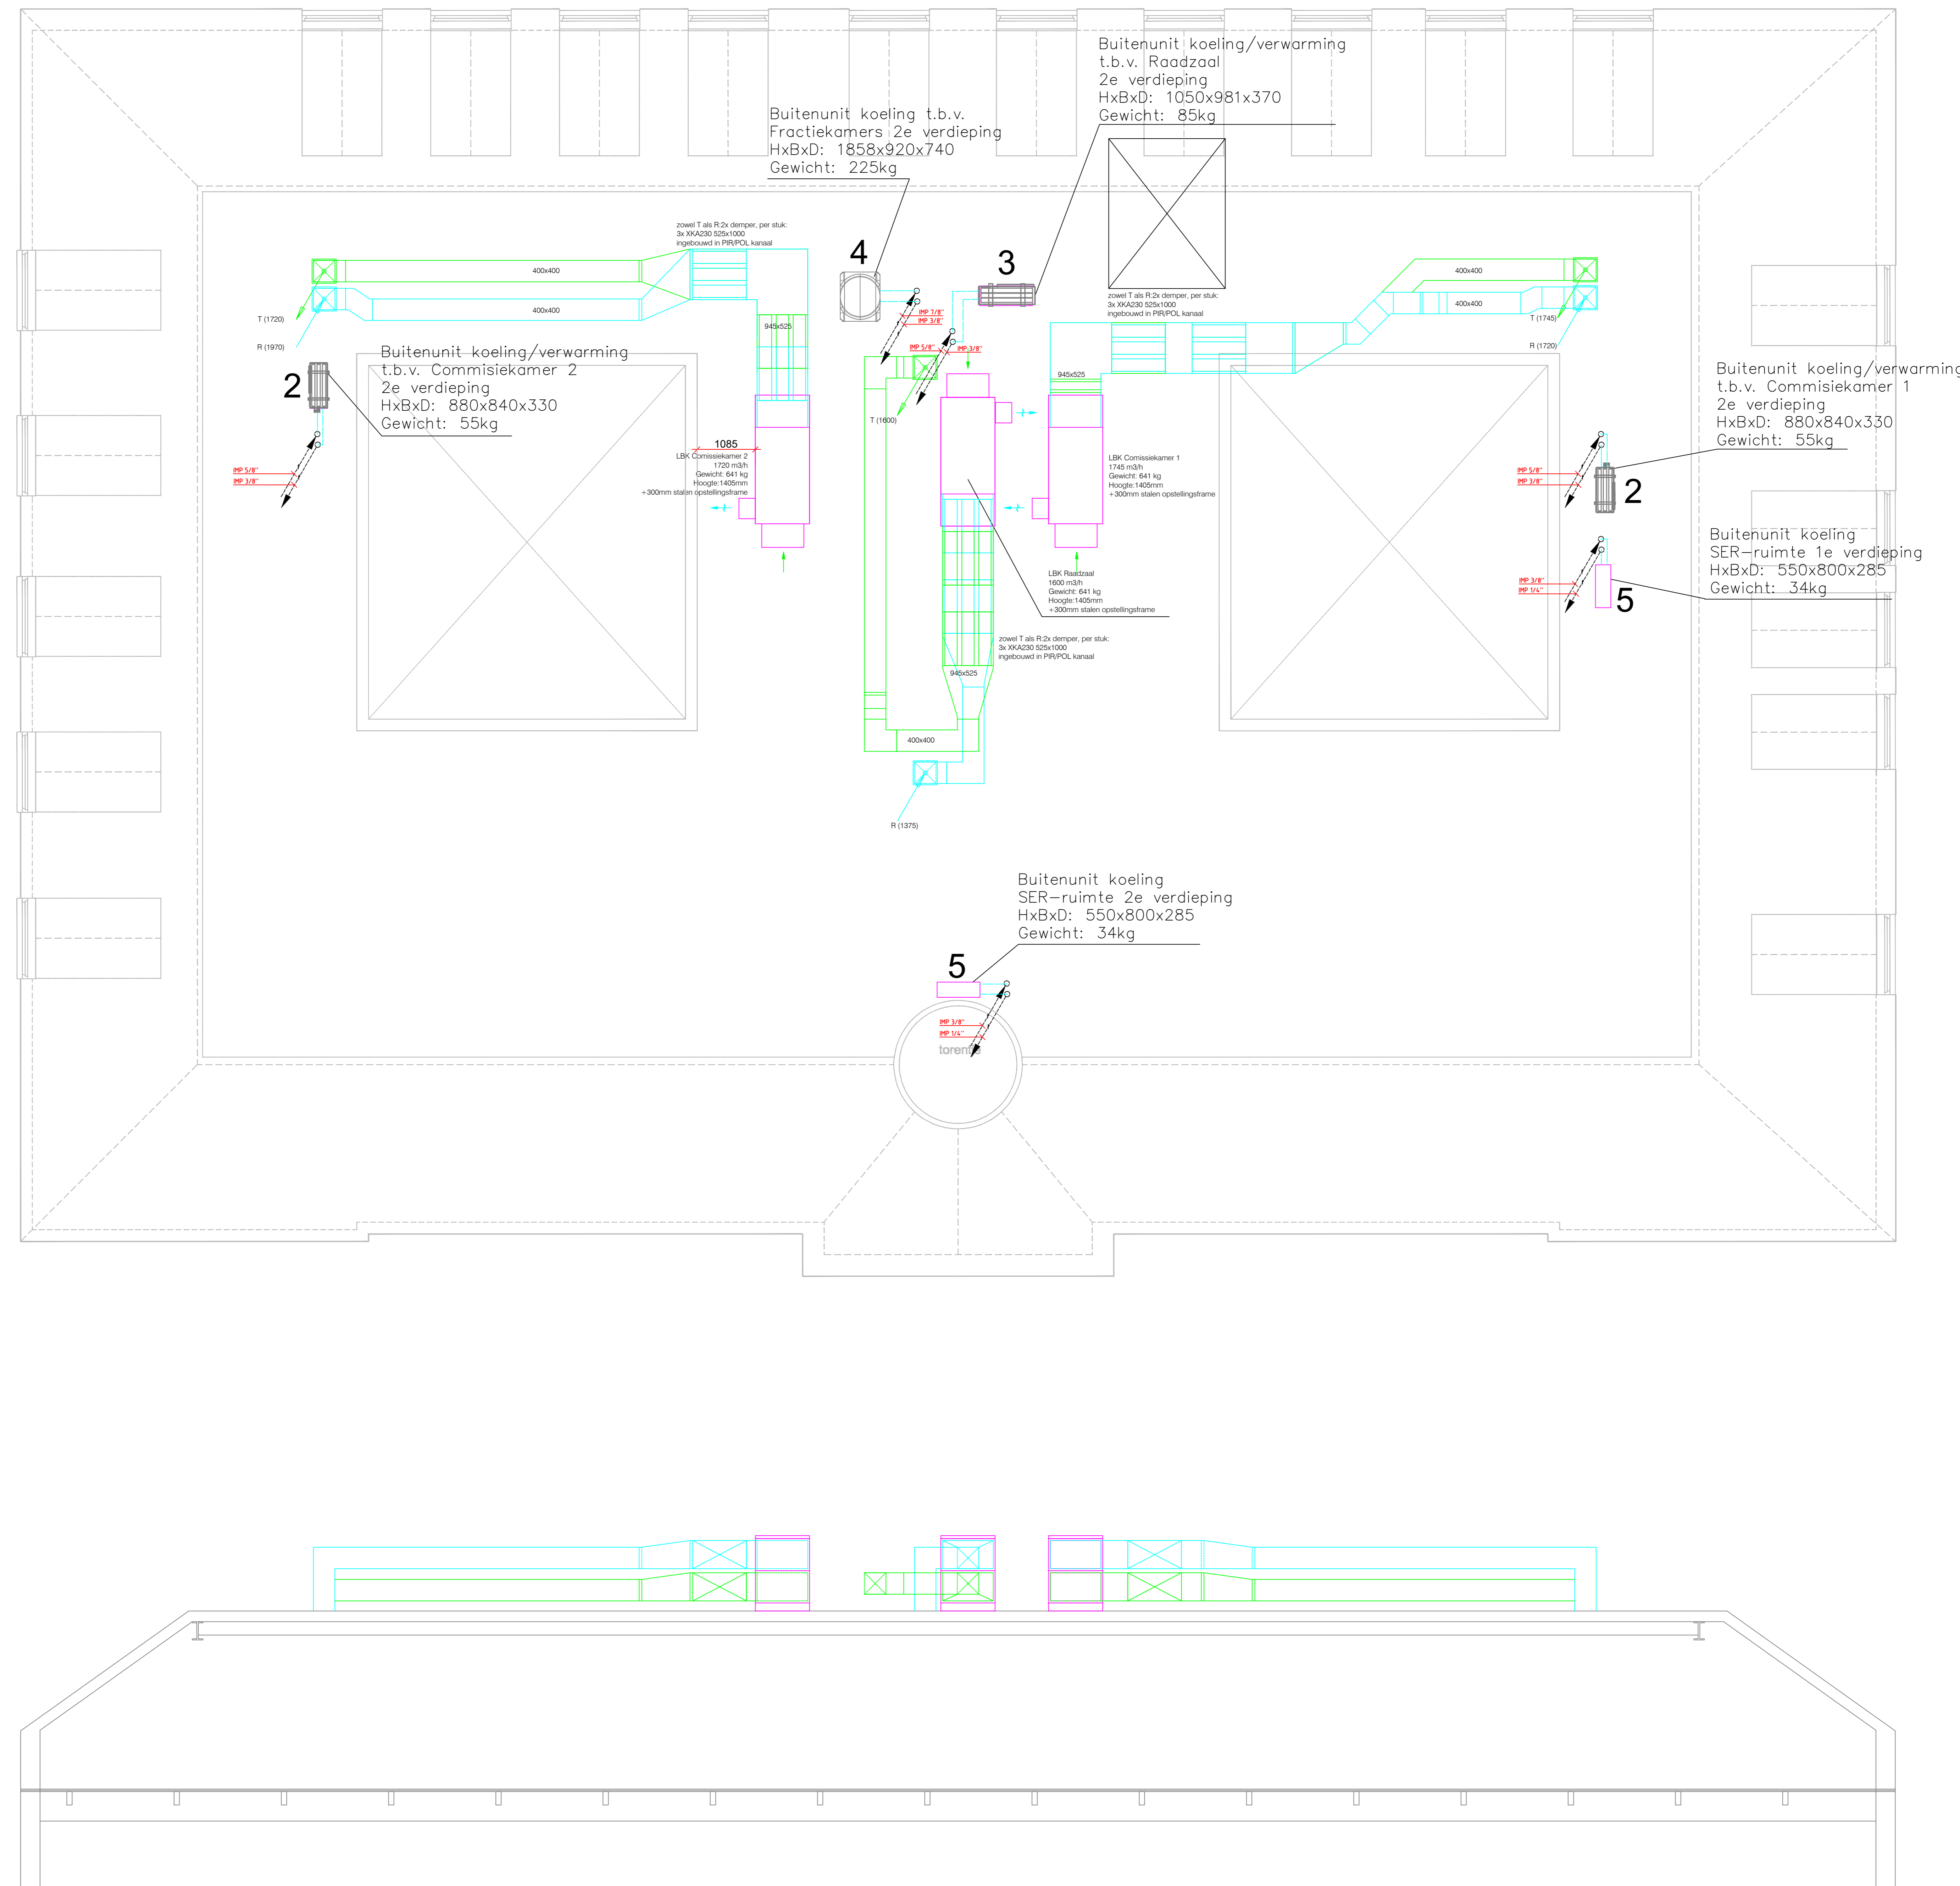 Buitenunit koeling/verwarming
t.b.v. Raadzaal
2e verdieping
HxBxD: 1050x981x370
Gewicht: 85kg
Buitenunit koeling t.b.v.
Fractiekamers 2e verdieping
HxBxD: 1858x920x740
Gewicht: 225kg
zowel T als R:2x demper, per stuk:
3x XKA230 525x1000
ingebouwd in PIR/POL kanaal
4
3
400x400
400x400
T (1720)
R (1970)
945x525
IMP 7/8"
IMP 3/8"
IMP 5/8"
IMP 3/8"
zowel T als R:2x demper, per stuk:
3x XKA230 525x1000
ingebouwd in PIR/POL kanaal
400x400
400x400
T (1745)
R (1720)
2
Buitenunit koeling/verwarming
t.b.v. Commisiekamer 2
2e verdieping
HxBxD: 880x840x330
Gewicht: 55kg
IMP 5/8"
IMP 3/8"
T (1600)
945x525
1085
LBK Comissiekamer 2
1720 m3/h
Gewicht: 641 kg
Hoogte:1405mm
+300mm stalen opstellingsframe
LBK Comissiekamer 1
1745 m3/h
Gewicht: 641 kg
Hoogte:1405mm
+300mm stalen opstellingsframe
Buitenunit koeling/verwarming
t.b.v. Commisiekamer 1
2e verdieping
HxBxD: 880x840x330
Gewicht: 55kg
IMP 5/8"
IMP 3/8"
2
Buitenunit koeling
SER-ruimte 1e verdieping
HxBxD: 550x800x285
Gewicht: 34kg
IMP 3/8"
IMP 1/4"
5
LBK Raadzaal
1600 m3/h
Gewicht: 641 kg
Hoogte:1405mm
+300mm stalen opstellingsframe
zowel T als R:2x demper, per stuk:
3x XKA230 525x1000
ingebouwd in PIR/POL kanaal
945x525
400x400
R (1375)
Buitenunit koeling
SER-ruimte 2e verdieping
HxBxD: 550x800x285
Gewicht: 34kg
5
IMP 3/8"
IMP 1/4"
torentje